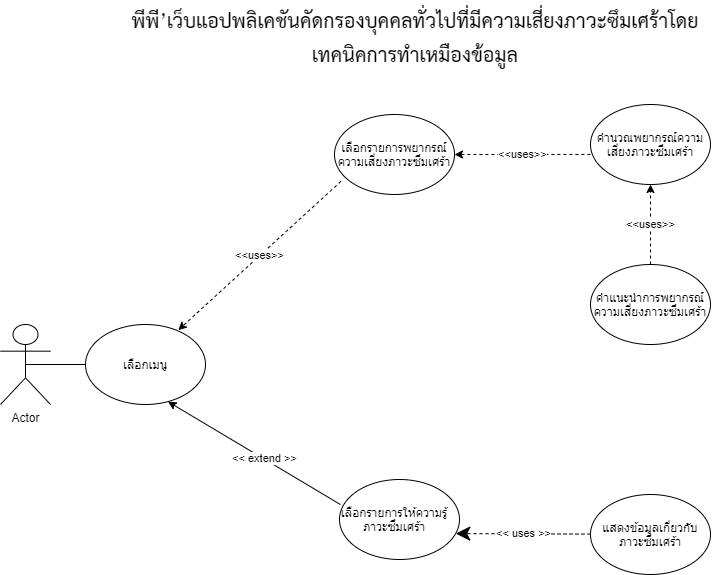 พีพี'เว็บแอปพลิเคชันคัดกรองบุคคลทั่วไปที่มีความเสี่ยงภาวะซึมเศร้าโดย
เทคนิคการทำเหมืองข้อมูล
เลือกรายการพยากรณ์
ความเสี่ยงภาวะซึมเศร้า
<<uses>>
คำนวณพยากรณ์ความ
เสี่ยงภาวะซึมเศร้า
<<uses>>
<<uses>>
คำแนะนำการพยากรณ์
ความเสี่ยงภาวะซึมเศร้า
เลือกเมนู
Actor
<< extend >>
เลือกรายการให้ความรู้
ภาวะซึมเศร้า
<< uses >>
แสดงข้อมูลเกี่ยวกับ
ภาวะซึมเศร้า